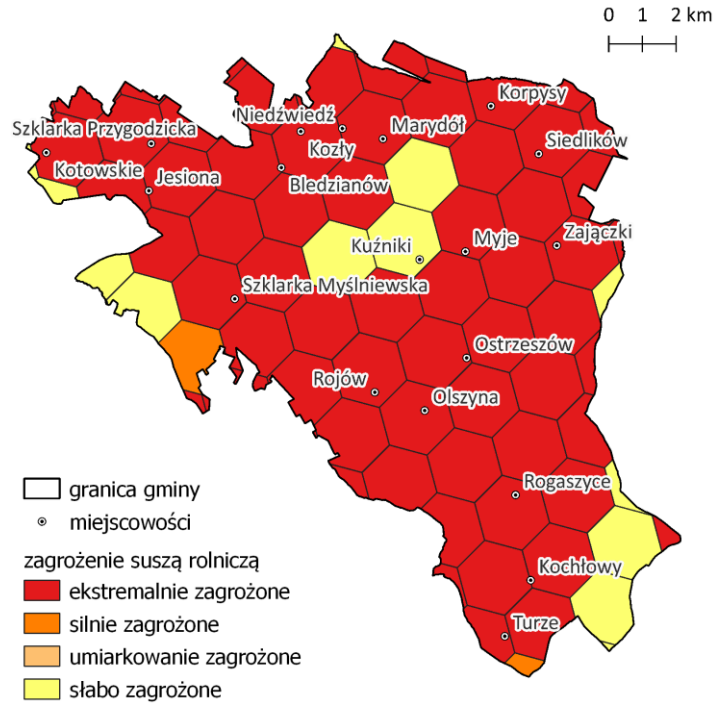 0 1 2 km
Korpysy
Niedźwiedź
Szklarka Przygodzicka
Marydół
Kozły
Siedlików
Kotowskie
Jesiona
Bledzianów
Zajączki
Myje
Kuźniki
Szklarka Myślniewska
Ostrzeszów
Rojów
Olszyna
Rogaszyce
granica gminy
miejscowości
zagrożenie suszą rolniczą
Kochłowy
ekstremalnie zagrożone
silnie zagrożone
Turze
umiarkowanie zagrożone
słabo zagrożone